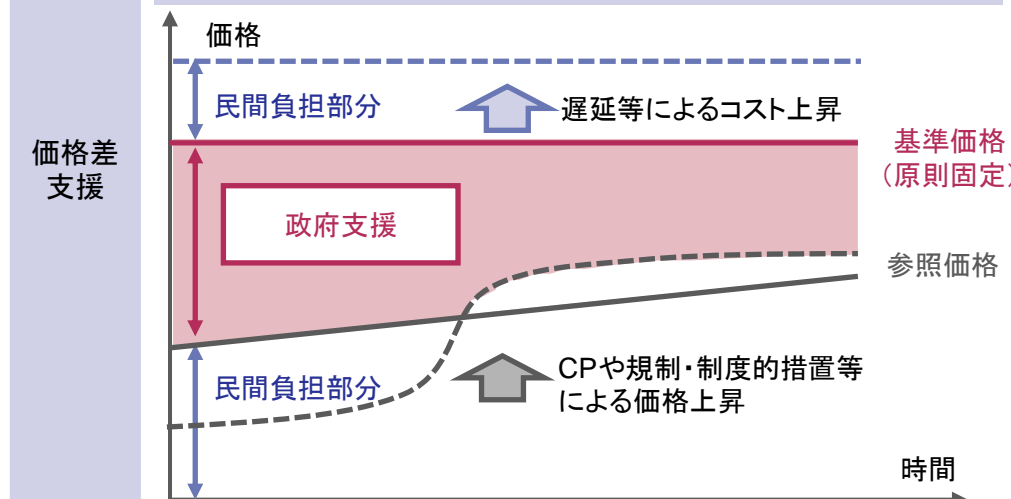 価格
民間負担部分
遅延等によるコスト上昇
価格差
支援
基準価格
（原則固定）
政府支援
参照価格
民間負担部分
CPや規制・制度的措置等
による価格上昇
時間